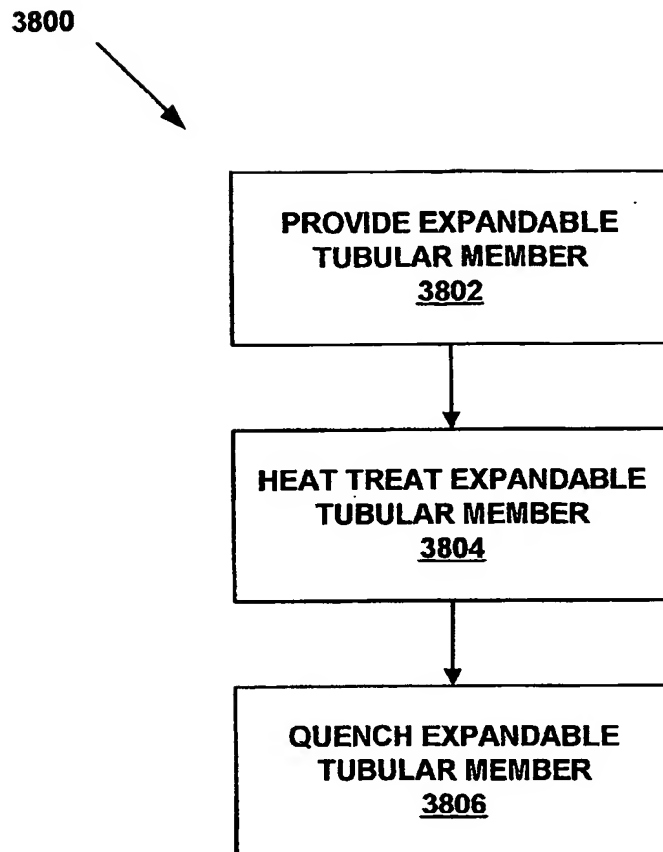 3800
PROVIDE EXPANDABLE
TUBULAR MEMBER
3802
HEAT TREAT EXPANDABLE
TUBULAR MEMBER
3804
QUENCH EXPANDABLE
TUBULAR MEMBER
3806